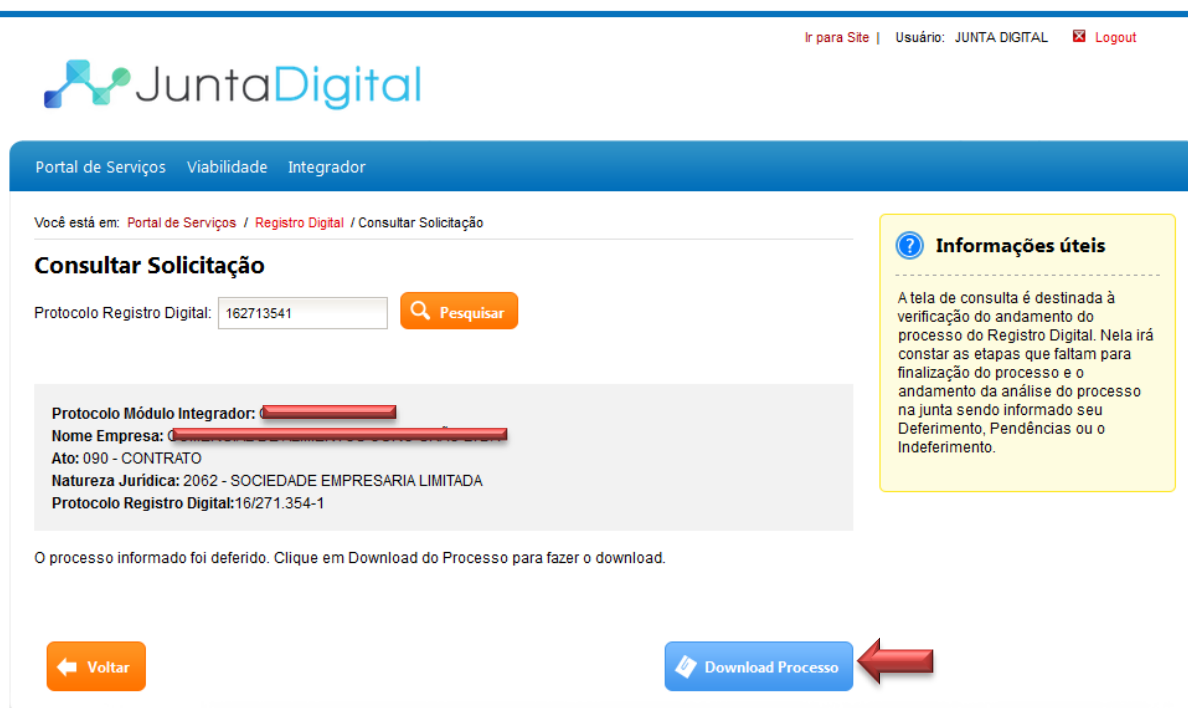 Ir para Site | Usuário: JUNTA DIGITAL Logout
JuntaDigital
Portal de Serviços Viabilidade Integrador
Você está em: Portal de Serviços / Registro Digital / Consultar Solicitação
Consultar Solicitação
Protocolo Registro Digital: 162713541 Pesquisar
Protocolo Módulo Integrador:
Nome Empresa:
Ato: 090 - CONTRATO
Natureza Jurídica: 2062 - SOCIEDADE EMPRESARIA LIMITADA
Protocolo Registro Digital:16/271.354-1
O processo informado foi deferido. Clique em Download do Processo para fazer o download.
Voltar
Download Processo
Informações úteis
A tela de consulta é destinada à
verificação do andamento do
processo do Registro Digital. Nela irá
constar as etapas que faltam para
finalização do processo e o
andamento da análise do processo
na junta sendo informado seu
Deferimento, Pendências ou o
Indeferimento.